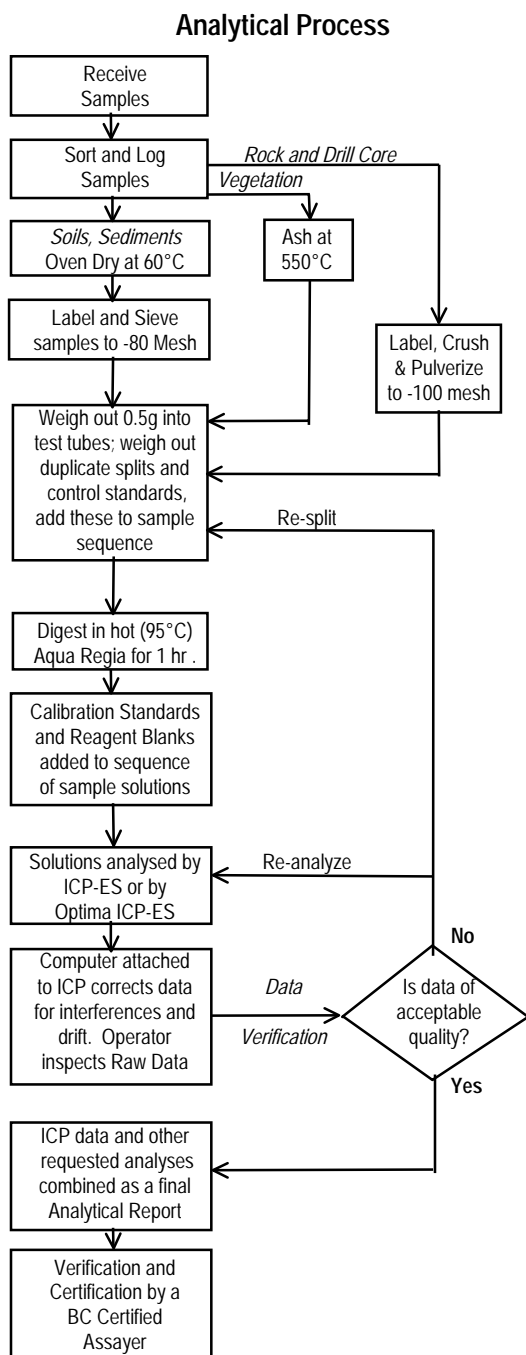 Analytical Process
Receive
Samples
Sort and Log
Samples
Rock and Drill Core
Vegetation
Soils, Sediments
Oven Dry at 60°C
Ash at
550°C
Label and Sieve
samples to -80 Mesh
Label, Crush
& Pulverize
to -100 mesh
Weigh out 0.5g into
test tubes; weigh out
duplicate splits and
control standards,
add these to sample
sequence
Re-split
Digest in hot (95°C)
Aqua Regia for 1 hr .
Calibration Standards
and Reagent Blanks
added to sequence
of sample solutions
Solutions analysed by
ICP-ES or by
Optima ICP-ES
Re-analyze
Computer attached
to ICP corrects data
for interferences and
drift.  Operator
inspects Raw Data
Data
Verification
No
Is data of
acceptable
quality?
Yes
ICP data and other
requested analyses
combined as a final
Analytical Report
Verification and
Certification by a
BC Certified
Assayer